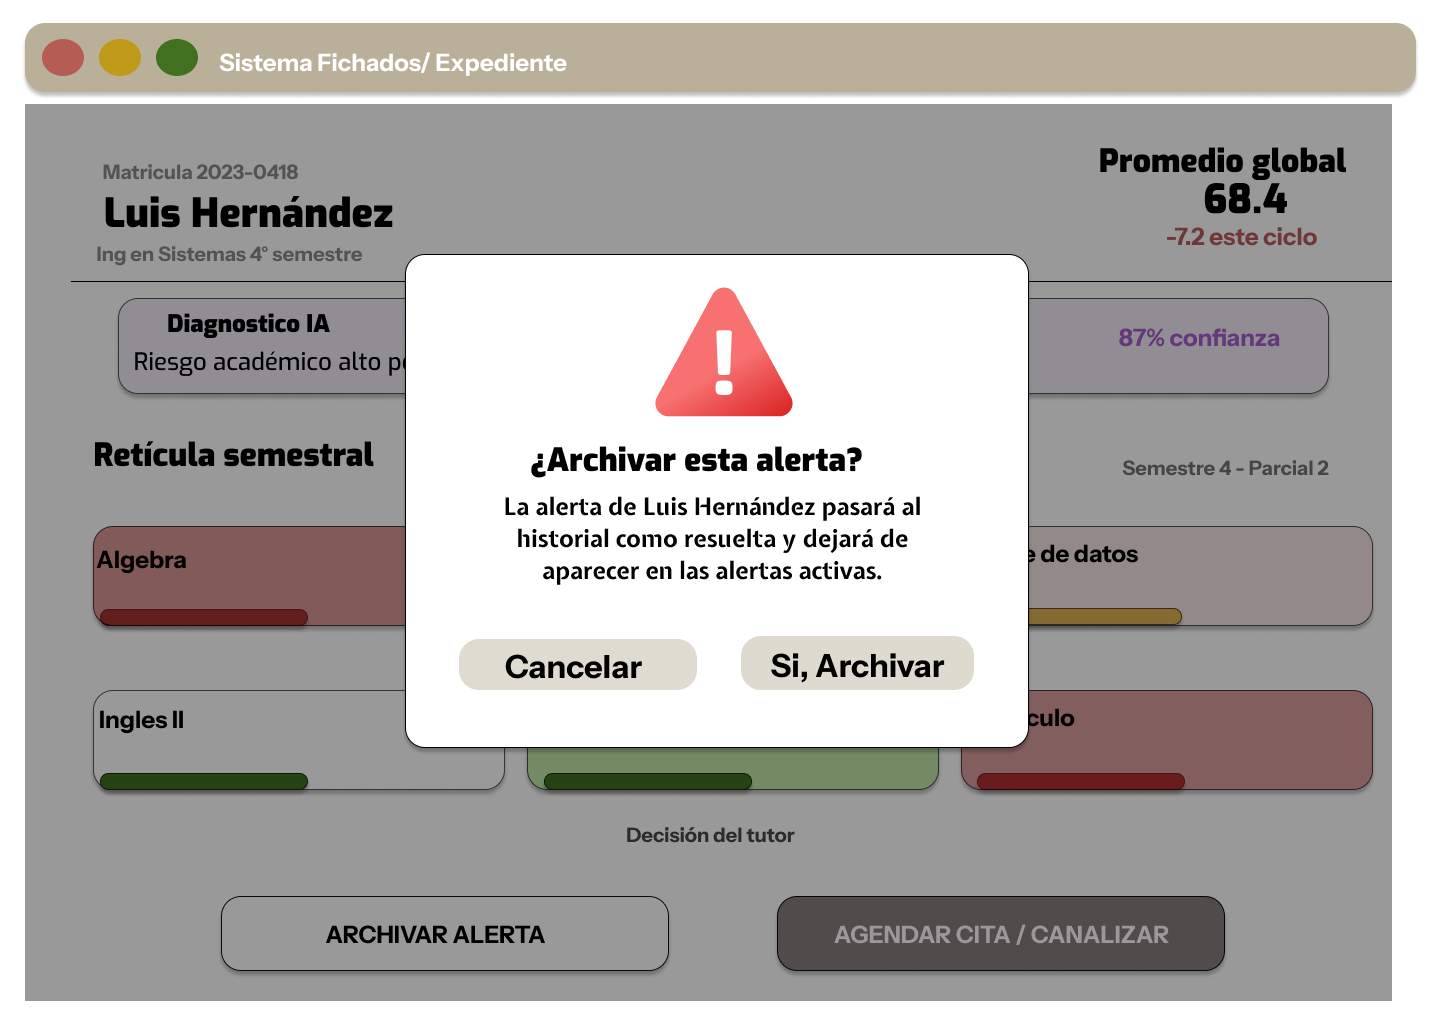 Sistema Fichados/ Expediente
Matricula 2023-0418
Luis Hernández
Ing en Sistemas 4° semestre
Promedio global
68.4
-7.2 este ciclo
Diagnostico IA
Riesgo académico alto
87% confianza
Retícula semestral
Semestre 4 - Parcial 2
¿Archivar esta alerta?
La alerta de Luis Hernández pasará al
historial como resuelta y dejará de
aparecer en las alertas activas.
Cancelar
Si, Archivar
Algebra
de datos
Ingles II
Decisión del tutor
ARCHIVAR ALERTA
AGENDAR CITA / CANALIZAR